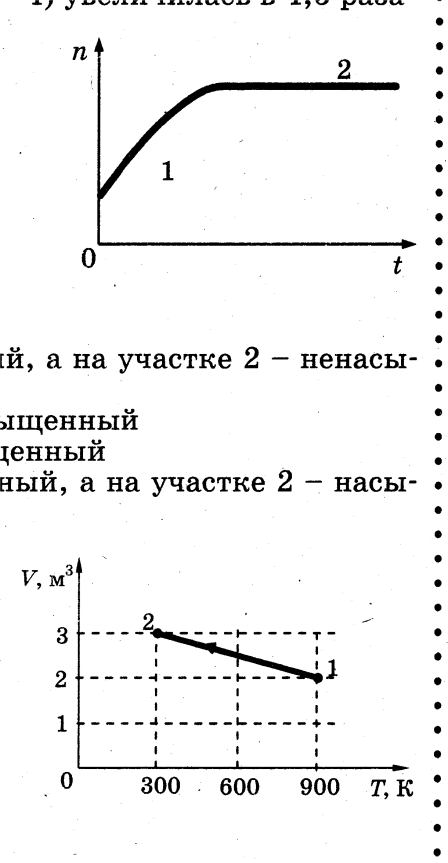 4) увеличилась в 1,5 раза
n
2
1
0
t
ый, а на участке 2 – ненасы-
ыщенный
щенный
ный, а на участке 2 – насы-
V, м³
2
3
1
2
1
0
300 600 900 T, К